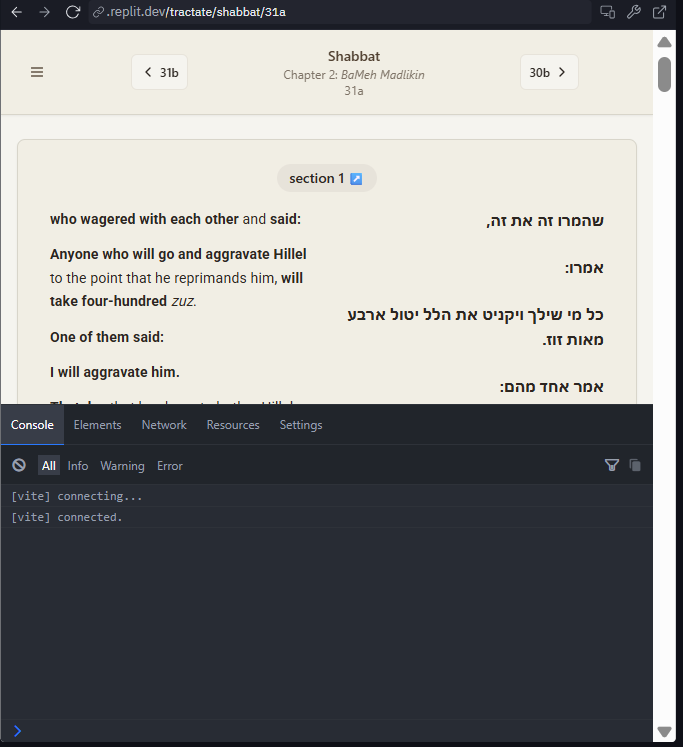 .replit.dev/tractate/shabbat/31a
Shabbat
31b
Chapter 2: BaMeh Madlikin
30b
31a
section 1
who wagered with each other and said:
Anyone who will go and aggravate Hillel
to the point that he reprimands him, will
take four-hundred zuz.
One of them said:
I will aggravate him.
שהמרו זה את זה,
אמרו:
כל מי שילך ויקניט את הלל יטול ארבע
מאות זוז.
אמר אחד מהם:
Console Elements Network Resources Settings
All Info Warning Error
[vite] connecting...
[vite] connected.